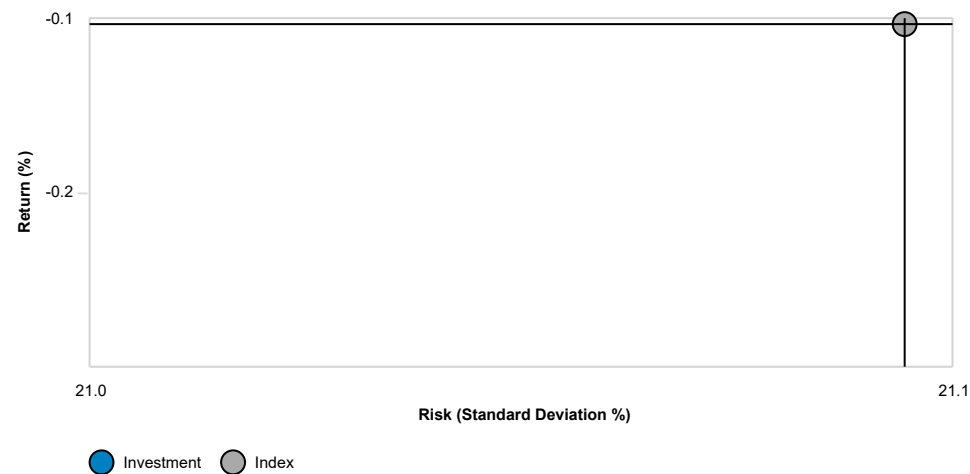 -0.1
Return (%)
-0.2
21.0
21.1
Risk (Standard Deviation %)
Investment
Index